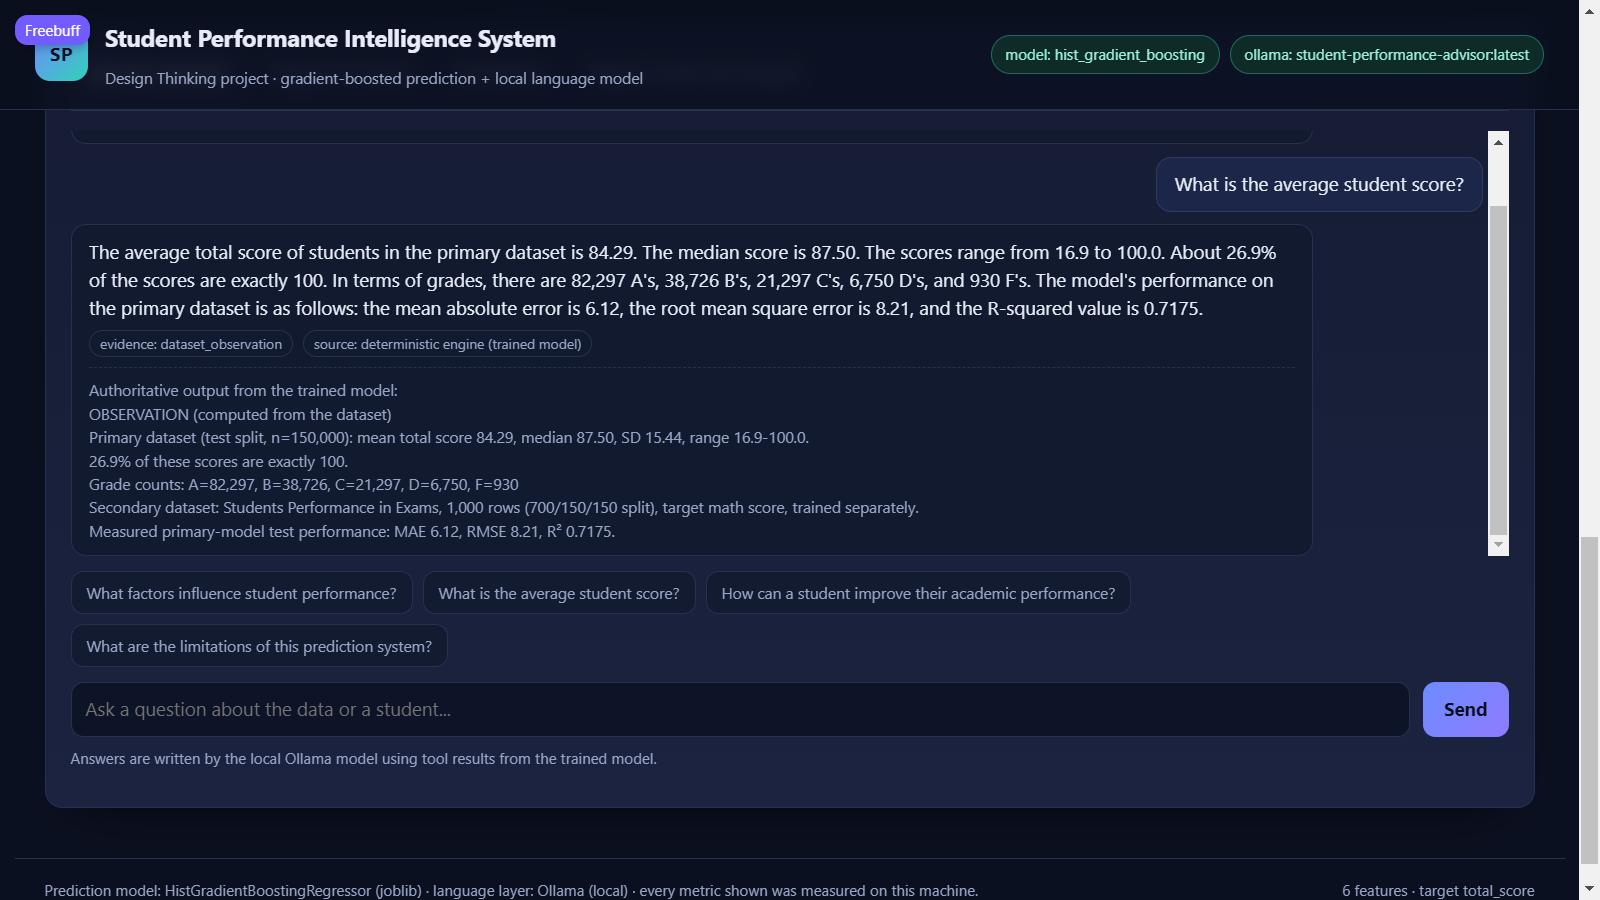 Freebuff
SP
Student Performance Intelligence System
Design Thinking project · gradient-boosted prediction + local language model
model: hist_gradient_boosting
ollama: student-performance-advisor:latest
What is the average student score?
The average total score of students in the primary dataset is 84.29. The median score is 87.50. The scores range from 16.9 to 100.0. About 26.9%
of the scores are exactly 100. In terms of grades, there are 82,297 A's, 38,726 B's, 21,297 C's, 6,750 D's, and 930 F's. The model's performance on
the primary dataset is as follows: the mean absolute error is 6.12, the root mean square error is 8.21, and the R-squared value is 0.7175.
evidence: dataset_observation
source: deterministic engine (trained model)
Authoritative output from the trained model:
OBSERVATION (computed from the dataset)
Primary dataset (test split, n=150,000): mean total score 84.29, median 87.50, SD 15.44, range 16.9-100.0.
26.9% of these scores are exactly 100.
Grade counts: A=82,297, B=38,726, C=21,297, D=6,750, F=930
Secondary dataset: Students Performance in Exams, 1,000 rows (700/150/150 split), target math score, trained separately.
Measured primary-model test performance: MAE 6.12, RMSE 8.21, R² 0.7175.
What factors influence student performance?
What is the average student score?
How can a student improve their academic performance?
What are the limitations of this prediction system?
Ask a question about the data or a student...
Send
Answers are written by the local Ollama model using tool results from the trained model.
Prediction model: HistGradientBoostingRegressor (joblib) · language layer: Ollama (local) · every metric shown was measured on this machine.
6 features · target total_score